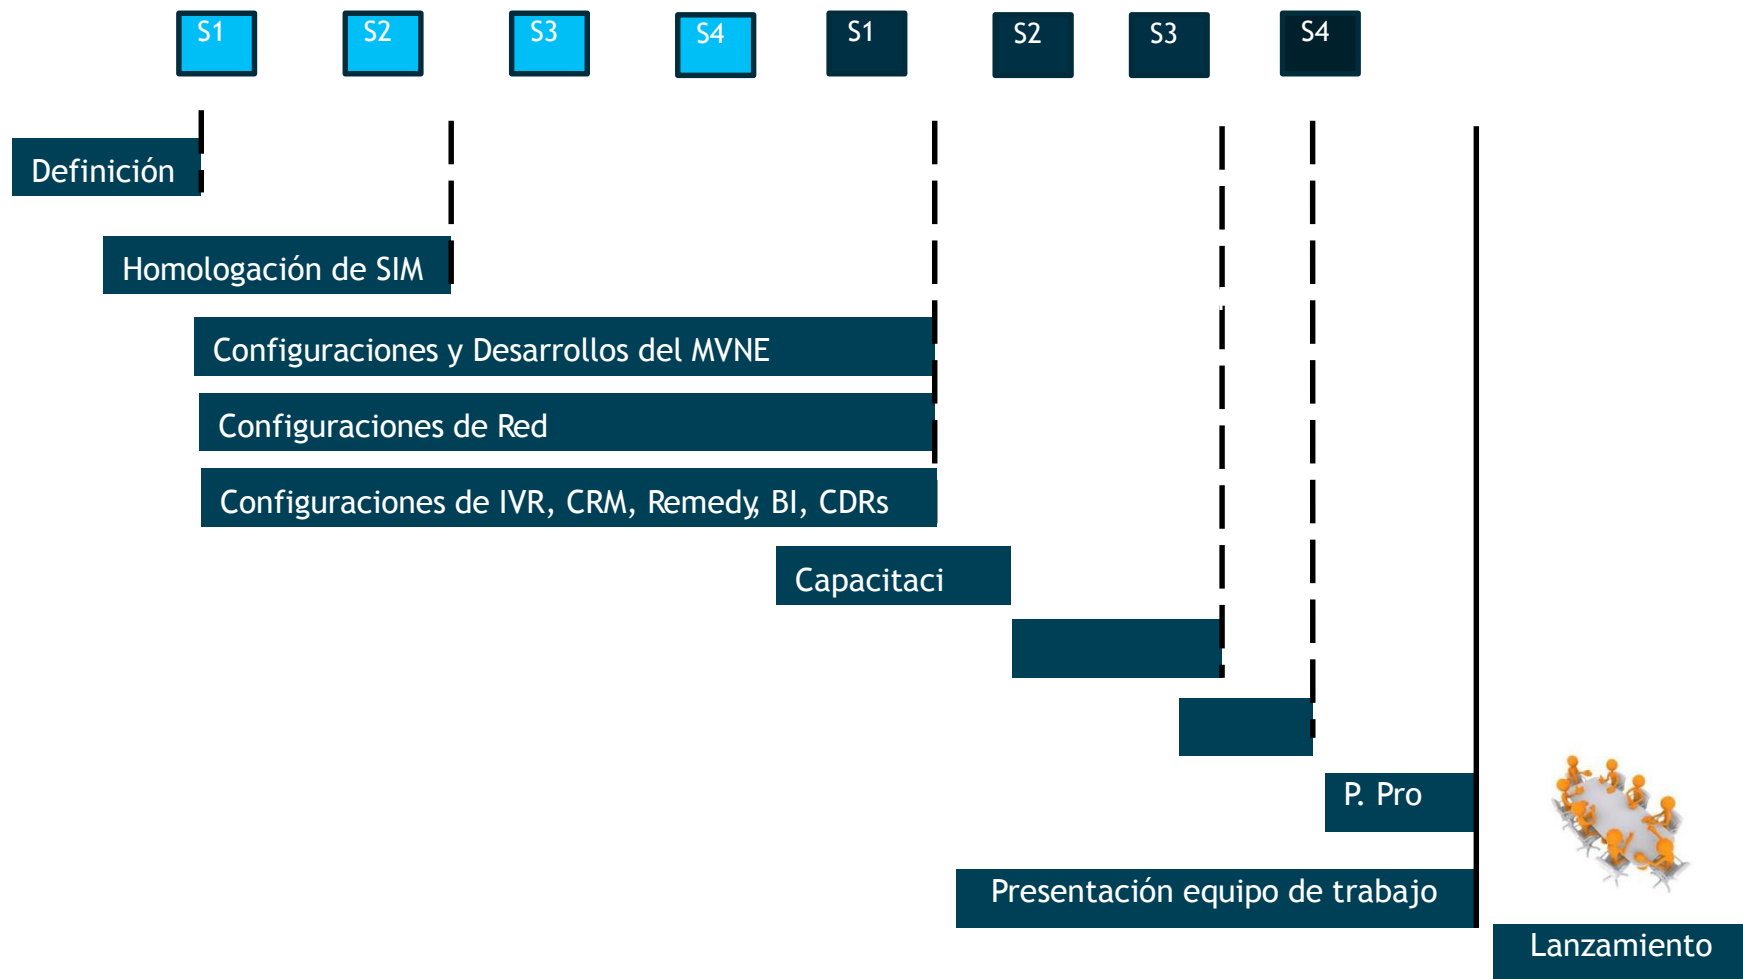 S1 S2 S3 S4 S1 S2 S3 S4
Definición
Homologación de SIM
Configuraciones y Desarrollos del MVNE
Configuraciones de Red
Configuraciones de IVR, CRM, Remedy, BI, CDRs
Capacitaci
P. Pro
Presentación equipo de trabajo
Lanzamiento